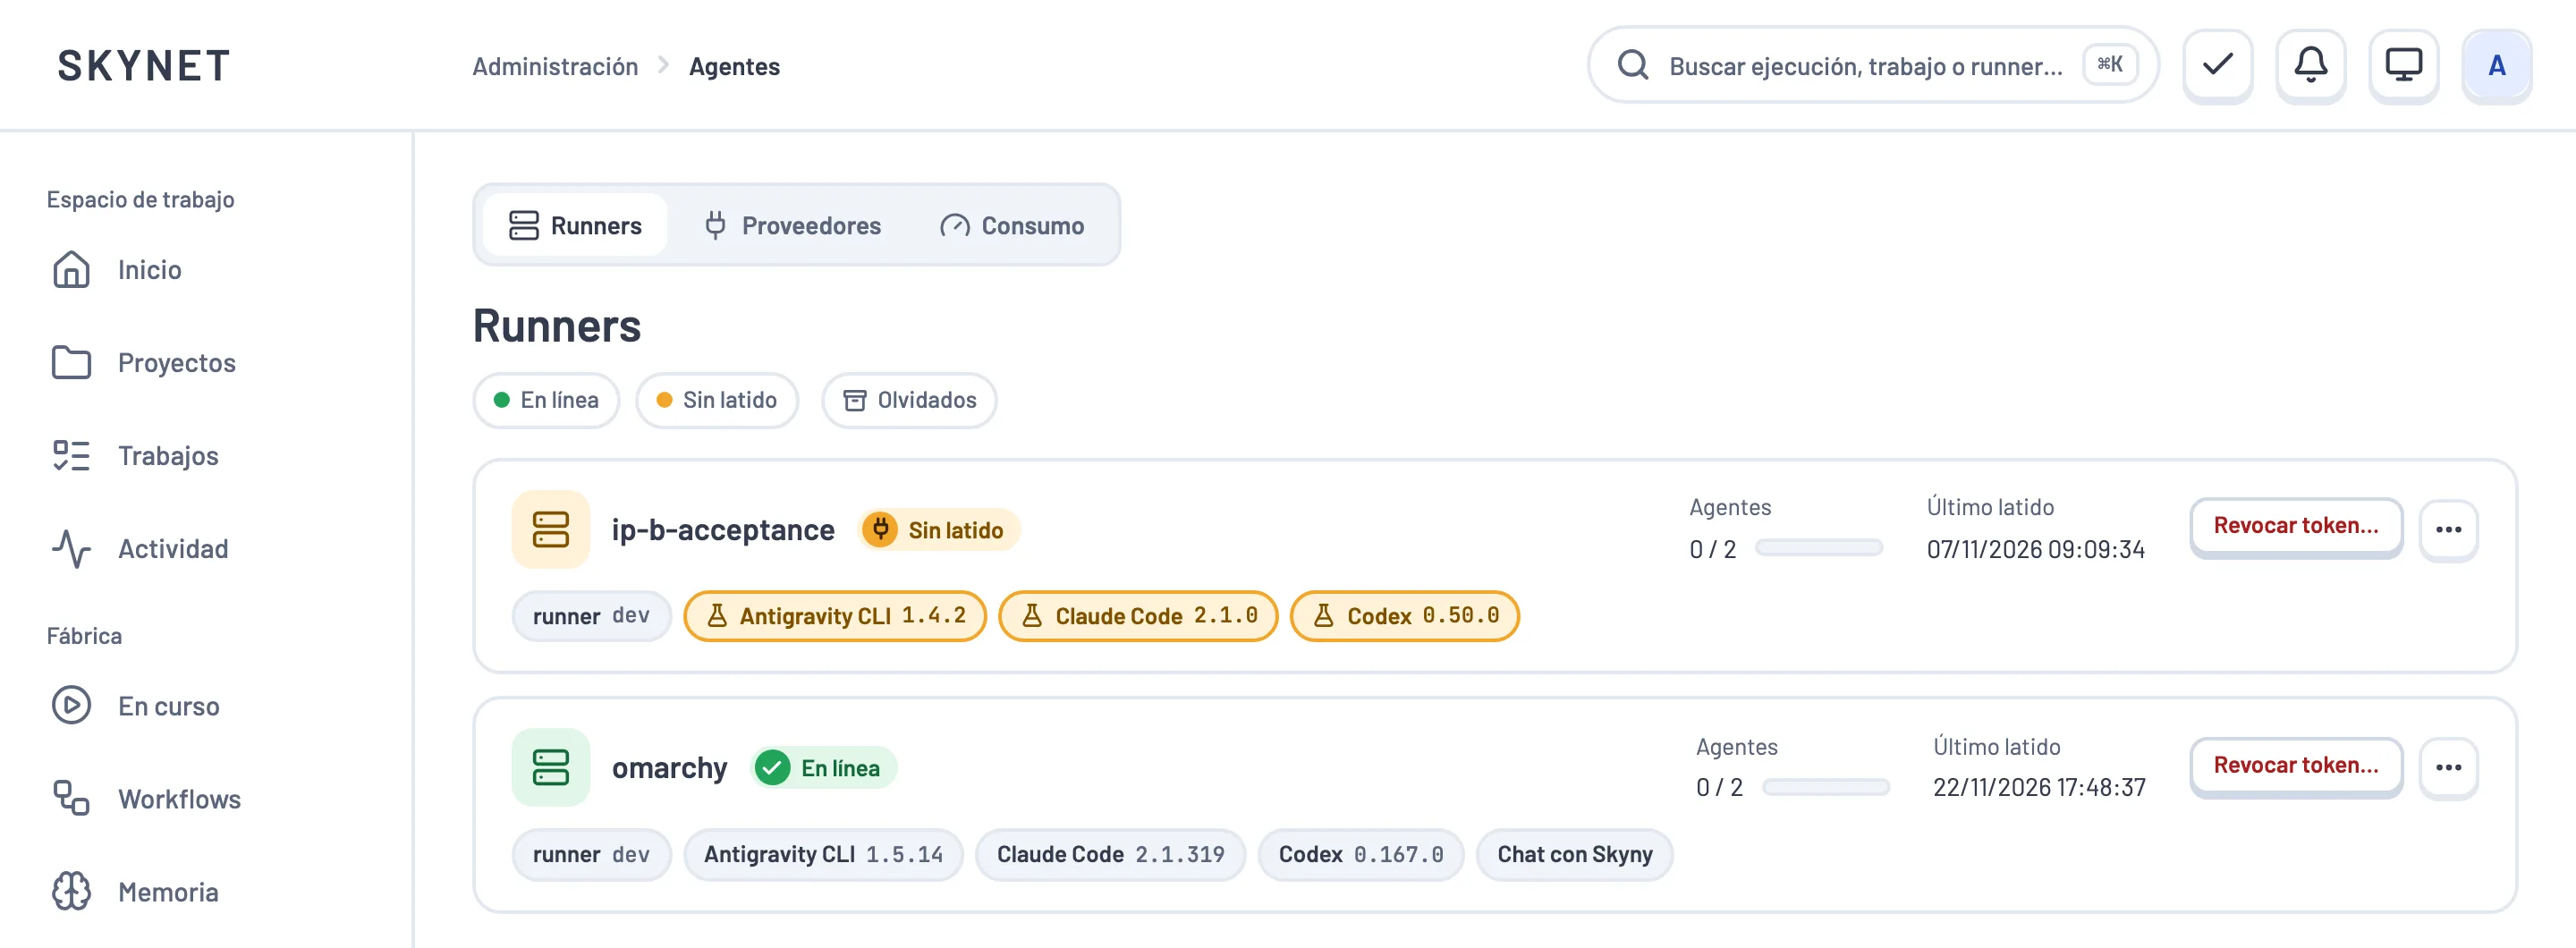 SKYNET
Administración > Agentes
Buscar ejecución, trabajo o runner... ⌘K
A
Espacio de trabajo
Inicio
Proyectos
Trabajos
Actividad
Fábrica
En curso
Workflows
Memoria
Runners
Proveedores
Consumo
Runners
En línea
Sin latido
Olvidados
ip-b-acceptance
Sin latido
Agentes
0 / 2
Último latido
07/11/2026 09:09:34
Revocar token...
runner dev
Antigravity CLI 1.4.2
Claude Code 2.1.0
Codex 0.50.0
omarchy
En línea
Agentes
0 / 2
Último latido
22/11/2026 17:48:37
Revocar token...
runner dev
Antigravity CLI 1.5.14
Claude Code 2.1.319
Codex 0.167.0
Chat con Skyny